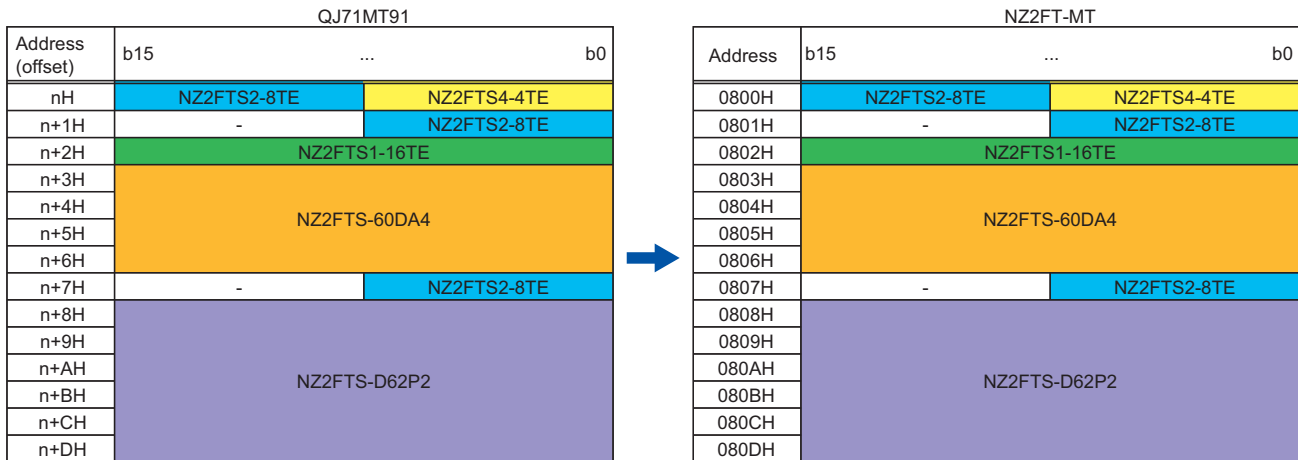 QJ71MT91
Address (offset) b15 ... b0
nH NZ2FTS2-8TE NZ2FTS4-4TE
n+1H - NZ2FTS2-8TE
n+2H NZ2FTS1-16TE
n+3H
n+4H
NZ2FTS-60DA4
n+5H
n+6H
n+7H - NZ2FTS2-8TE
n+8H
n+9H
n+AH
NZ2FTS-D62P2
n+BH
n+CH
n+DH
NZ2FT-MT
Address b15 ... b0
0800H NZ2FTS2-8TE NZ2FTS4-4TE
0801H - NZ2FTS2-8TE
0802H NZ2FTS1-16TE
0803H
0804H
NZ2FTS-60DA4
0805H
0806H
0807H - NZ2FTS2-8TE
0808H
0809H
080AH
NZ2FTS-D62P2
080BH
080CH
080DH